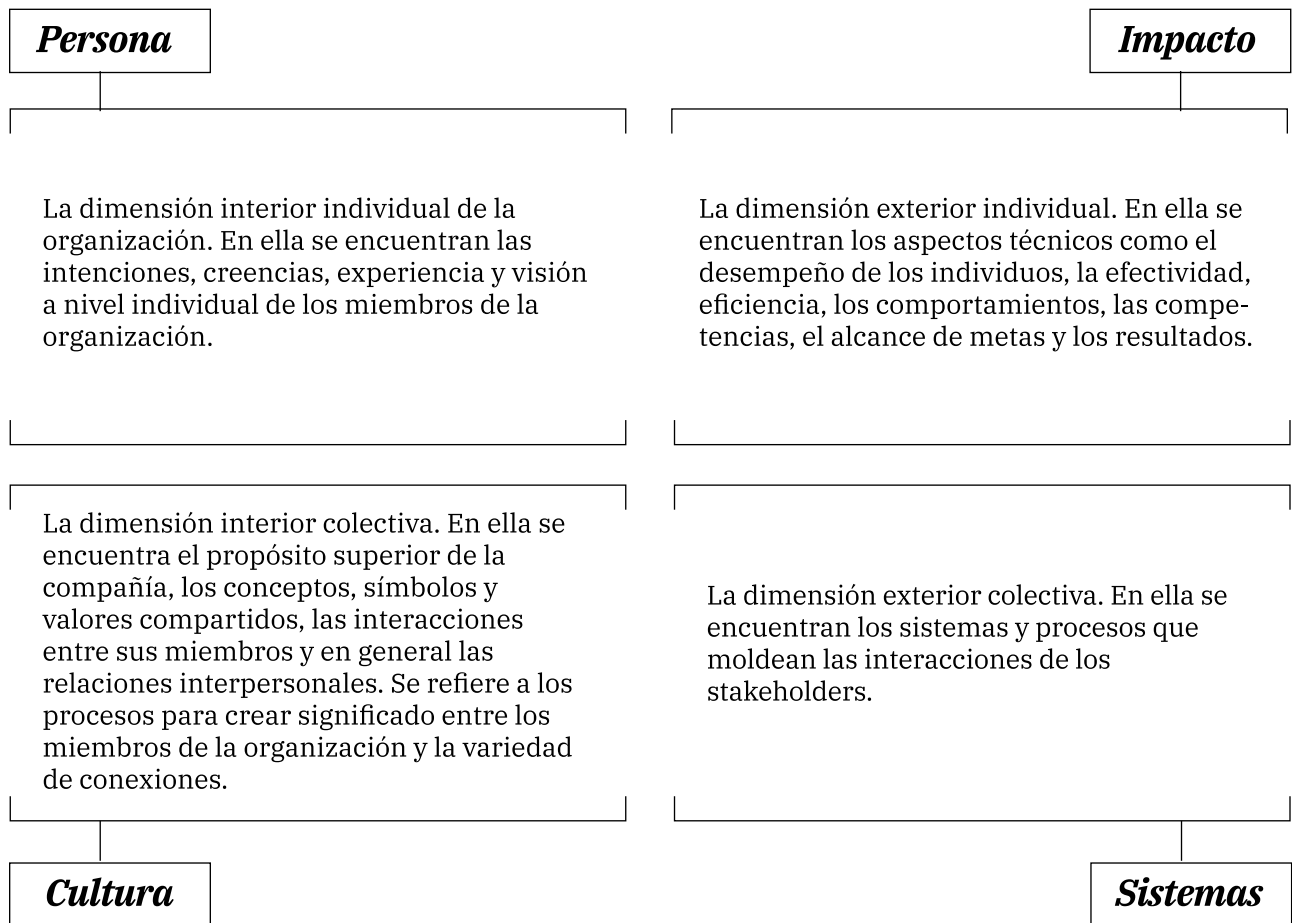 Persona
La dimensión interior individual de la
organización. En ella se encuentran las
intenciones, creencias, experiencia y visión
a nivel individual de los miembros de la
organización.
Impacto
La dimensión exterior individual. En ella se
encuentran los aspectos técnicos como el
desempeño de los individuos, la efectividad,
eficiencia, los comportamientos, las compe-
tencias, el alcance de metas y los resultados.
La dimensión interior colectiva. En ella se
encuentra el propósito superior de la
compañía, los conceptos, símbolos y
valores compartidos, las interacciones
entre sus miembros y en general las
relaciones interpersonales. Se refiere a los
procesos para crear significado entre los
miembros de la organización y la variedad
de conexiones.
Cultura
La dimensión exterior colectiva. En ella se
encuentran los sistemas y procesos que
moldean las interacciones de los
stakeholders.
Sistemas